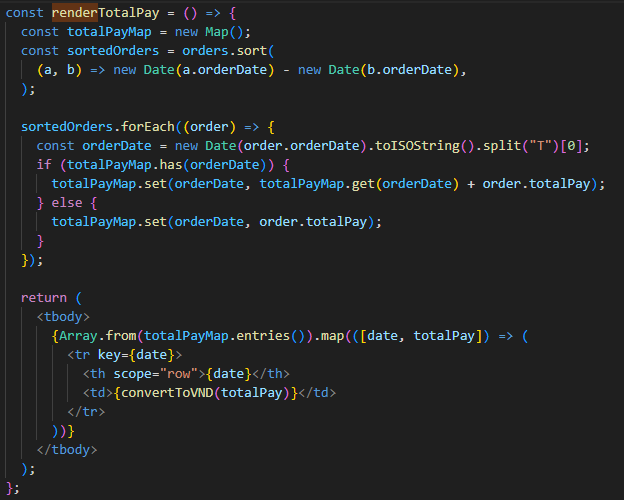 const renderTotalPay = () => {
  const totalPayMap = new Map();
  const sortedOrders = orders.sort(
    (a, b) => new Date(a.orderDate) - new Date(b.orderDate),
  );

  sortedOrders.forEach((order) => {
    const orderDate = new Date(order.orderDate).toISOString().split("T")[0];
    if (totalPayMap.has(orderDate)) {
      totalPayMap.set(orderDate, totalPayMap.get(orderDate) + order.totalPay);
    } else {
      totalPayMap.set(orderDate, order.totalPay);
    }
  });

  return (
    <tbody>
      {Array.from(totalPayMap.entries()).map(([date, totalPay]) => (
        <tr key={date}>
          <th scope="row">{date}</th>
          <td>{convertToVND(totalPay)}</td>
        </tr>
      ))}
    </tbody>
  );
};